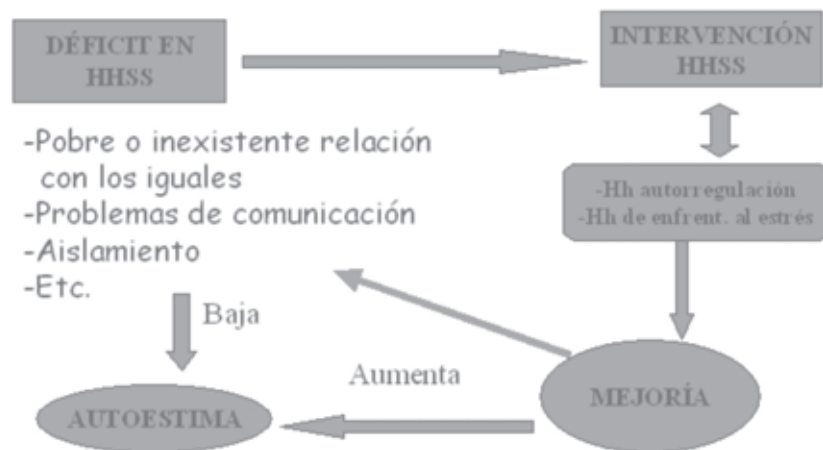 DÉFICIT EN
HHSS
INTERVENCIÓN
HHSS
-Pobre o inexistente relación
con los iguales
-Problemas de comunicación
-Aislamiento
-Etc.
-Hh autorregulación
-Hh de enfrent. al estrés
Baja
Aumenta
AUTOESTIMA
MEJORÍA